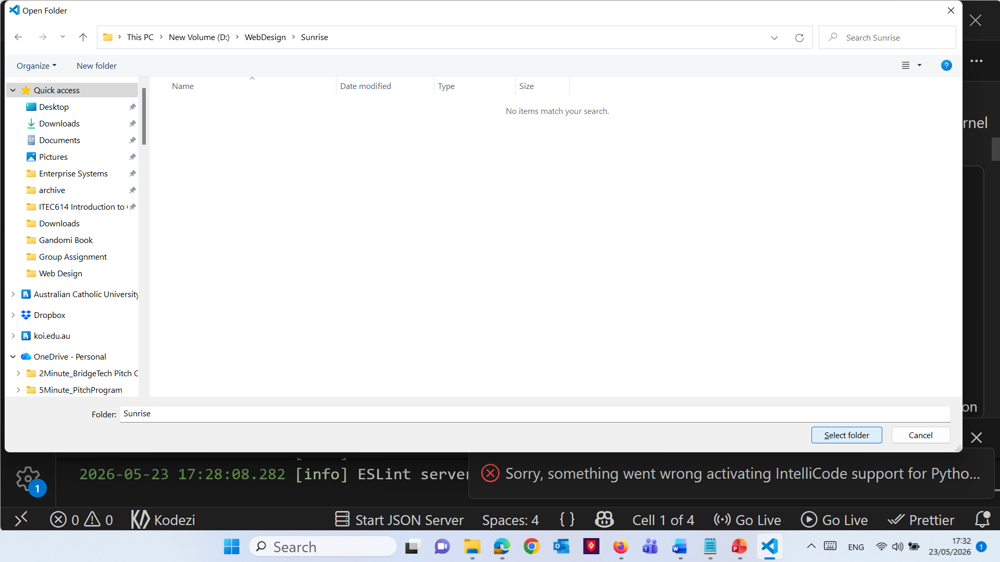 Open Folder
This PC > New Volume (D:) > WebDesign > Sunrise
Search Sunrise
Organize
New folder
?
Name
Date modified
Type
Size
No items match your search.
Quick access
Desktop
Downloads
Documents
Pictures
Enterprise Systems
archive
ITEC614 Introduction to
Downloads
Gandomi Book
Group Assignment
Web Design
Australian Catholic University
Dropbox
koi.edu.au
OneDrive - Personal
2Minute_BridgeTech Pitch C
5Minute_PitchProgram
Folder: Sunrise
Select folder
Cancel
rnel
on
2026-05-23 17:28:08.282 [info] ESLint server
Sorry, something went wrong activating IntelliCode support for Pytho...
1
0 0 Kodezi Start JSON Server Spaces: 4 { } Cell 1 of 4 Go Live Go Live Prettier
Search
ENG
17:32
23/05/2026
1